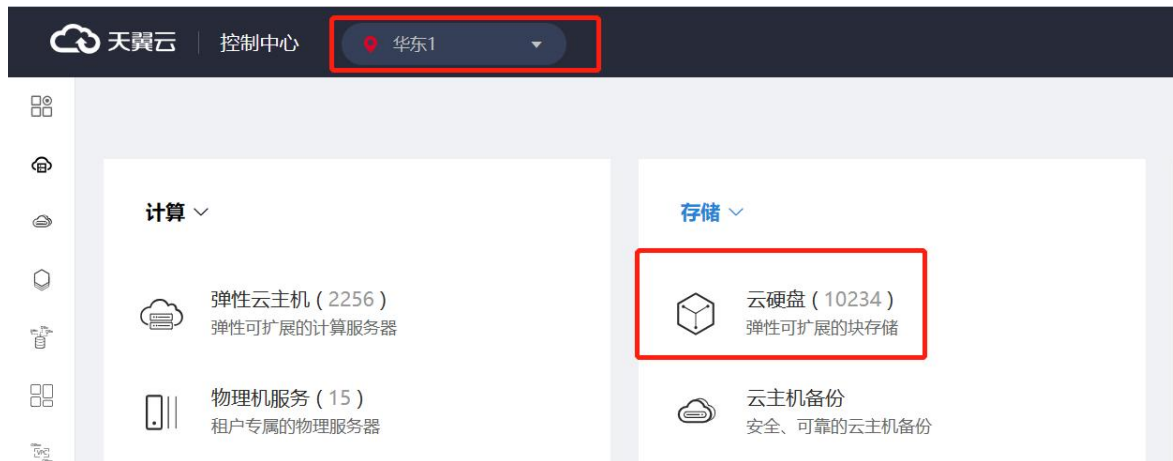 天翼云 控制中心 华东1
计算
存储
弹性云主机 ( 2256 )
弹性可扩展的计算服务器
云硬盘 ( 10234 )
弹性可扩展的块存储
物理机服务 ( 15 )
租户专属的物理服务器
云主机备份
安全、可靠的云主机备份